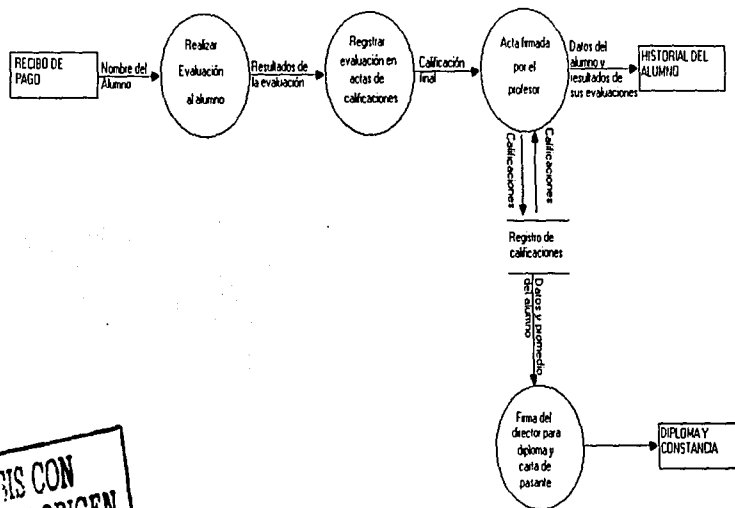 RECIBO DE
PAGO
Nombre del
Alumno
Realizar
Evaluación
al alumno
Resultados de
la evaluación
Registrar
evaluación en
actas de
calificaciones
Calificación
final
Acta firmada
por el
profesor
Datos del
alumno y
resultados de
sus evaluaciones
HISTORIAL DEL
ALUMNO
Calificaciones
Calificaciones
Registro de
calificaciones
Datos y promedio
del alumno
Firma del
director para
diploma y
carta de
pasante
DIPLOMA Y
CONSTANCIA
SIS CON
ORIGEN